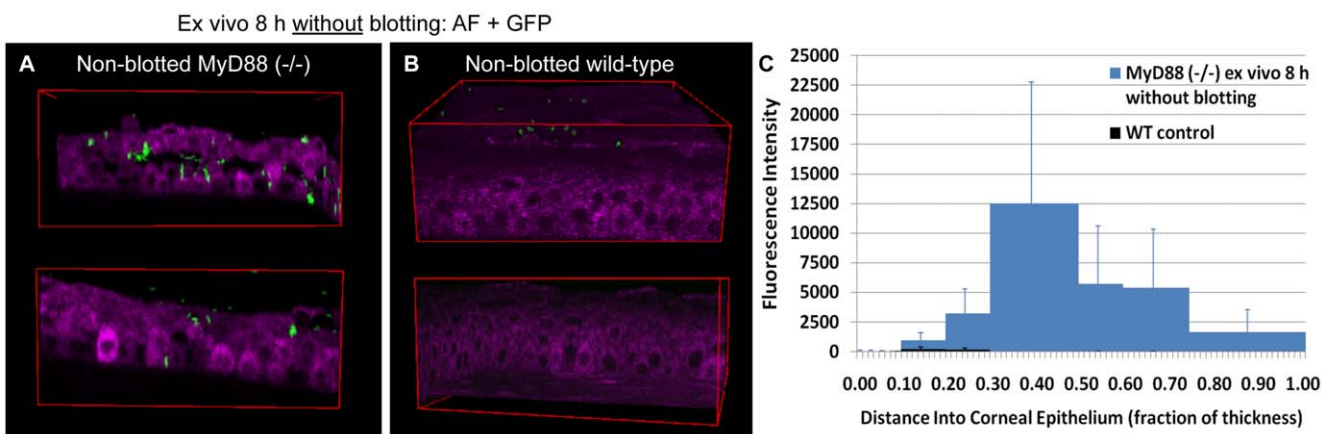 Ex vivo 8 h without blotting: AF + GFP
A Non-blotted MyD88 (-/-)
B Non-blotted wild-type
C
25000
22500
20000
17500
15000
12500
10000
7500
5000
2500
0
Fluorescence Intensity
MyD88 (-/-) ex vivo 8 h
without blotting
WT control
0.00 0.10 0.20 0.30 0.40 0.50 0.60 0.70 0.80 0.90 1.00
Distance Into Corneal Epithelium (fraction of thickness)